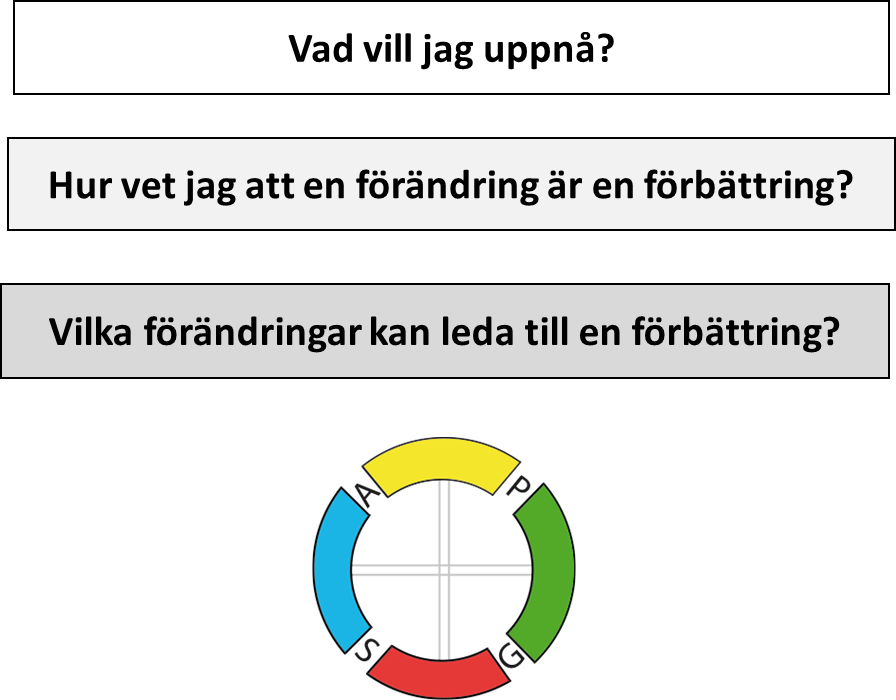 Vad vill jag uppnå?
Hur vet jag att en förändring är en förbättring?
Vilka förändringar kan leda till en förbättring?
A
P
S
G